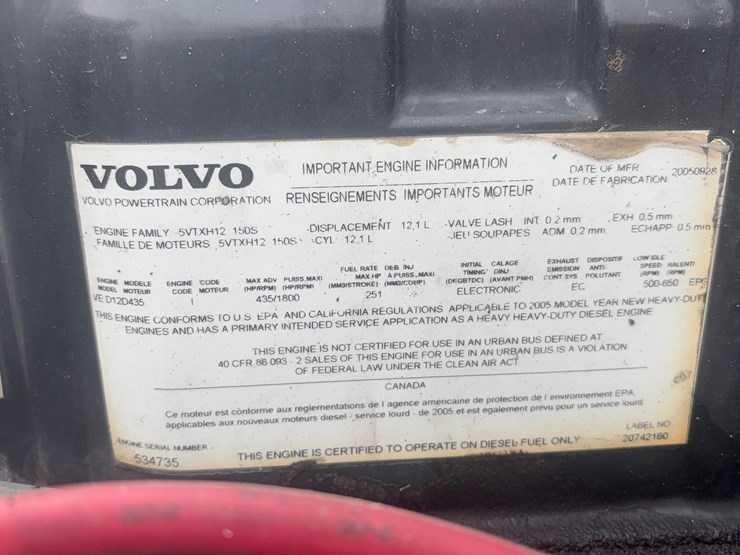 VOLVO
VOLVO POWERTRAIN CORPORATION
IMPORTANT ENGINE INFORMATION
RENSEIGNEMENTS IMPORTANTS MOTEUR
DATE OF MFR 20050928
DATE DE FABRICATION
ENGINE FAMILY 5VTXH12 150S DISPLACEMENT 12,1 L VALVE LASH INT 0.2 mm EXH 0.5 mm
FAMILLE DE MOTEURS 5VTXH12 150S CYL 12,1 L JEU SOUPAPES ADM 0.2 mm ECHAPP 0.5 mm
ENGINE MODELE ENGINE CODE MAX ADV PUISS.MAXI FUEL RATE DEB INJ INITIAL CALAGE EXHAUST DISPOSITIF LOW IDLE
MODEL MOTEUR CODE MOTEUR (HP/RPM) (HP/RPM) MAX.HP A PUISS.MAXI TIMING DINJ EMISSION ANTI- SPEED RALENTI
(MM3/STROKE) (MM3/COUP) (DEGBTDC) (AVANT PMH) CONT SYS POLUTANT (RPM) (RPM)
VE D12D435 I 435/1800 251 ELECTRONIC EC 500-650 EPG
THIS ENGINE CONFORMS TO U S EPA AND CALIFORNIA REGULATIONS APPLICABLE TO 2005 MODEL YEAR NEW HEAVY-DUTY
ENGINES AND HAS A PRIMARY INTENDED SERVICE APPLICATION AS A HEAVY HEAVY-DUTY DIESEL ENGINE
THIS ENGINE IS NOT CERTIFIED FOR USE IN AN URBAN BUS DEFINED AT
40 CFR 86 093 - 2 SALES OF THIS ENGINE FOR USE IN AN URBAN BUS IS A VIOLATION
OF FEDERAL LAW UNDER THE CLEAN AIR ACT
CANADA
Ce moteur est conforme aux reglementations de l agence amercaine de protection de l environnement EPA,
applicables aux nouveaux moteurs diesel - service lourd - de 2005 et est également prévu pour un service lourd
ENGINE SERIAL NUMBER
534735
THIS ENGINE IS CERTIFIED TO OPERATE ON DIESEL FUEL ONLY
LABEL NO
20742160